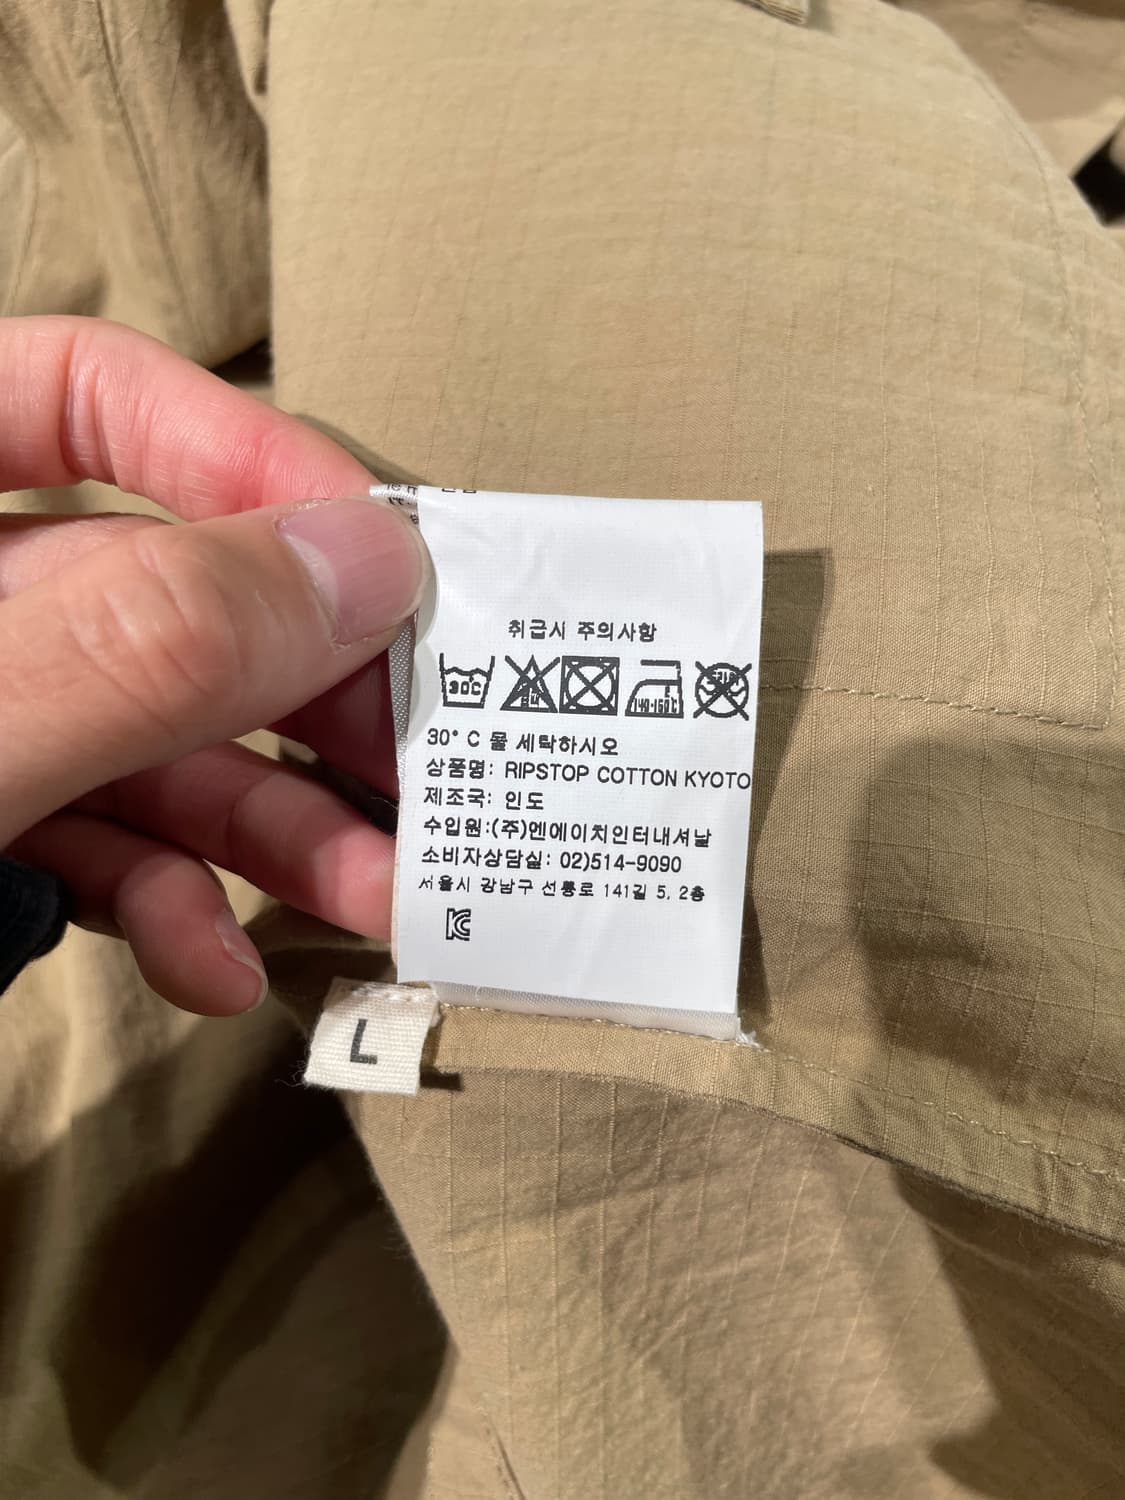 취급시 주의사항
30°C
140-160°C
30° C 물 세탁하시오
상품명: RIPSTOP COTTON KYOTO
제조국: 인도
수입원:(주)엔에이치인터내셔날
소비자상담실: 02)514-9090
서울시 강남구 선릉로 141길 5, 2층
KC
L